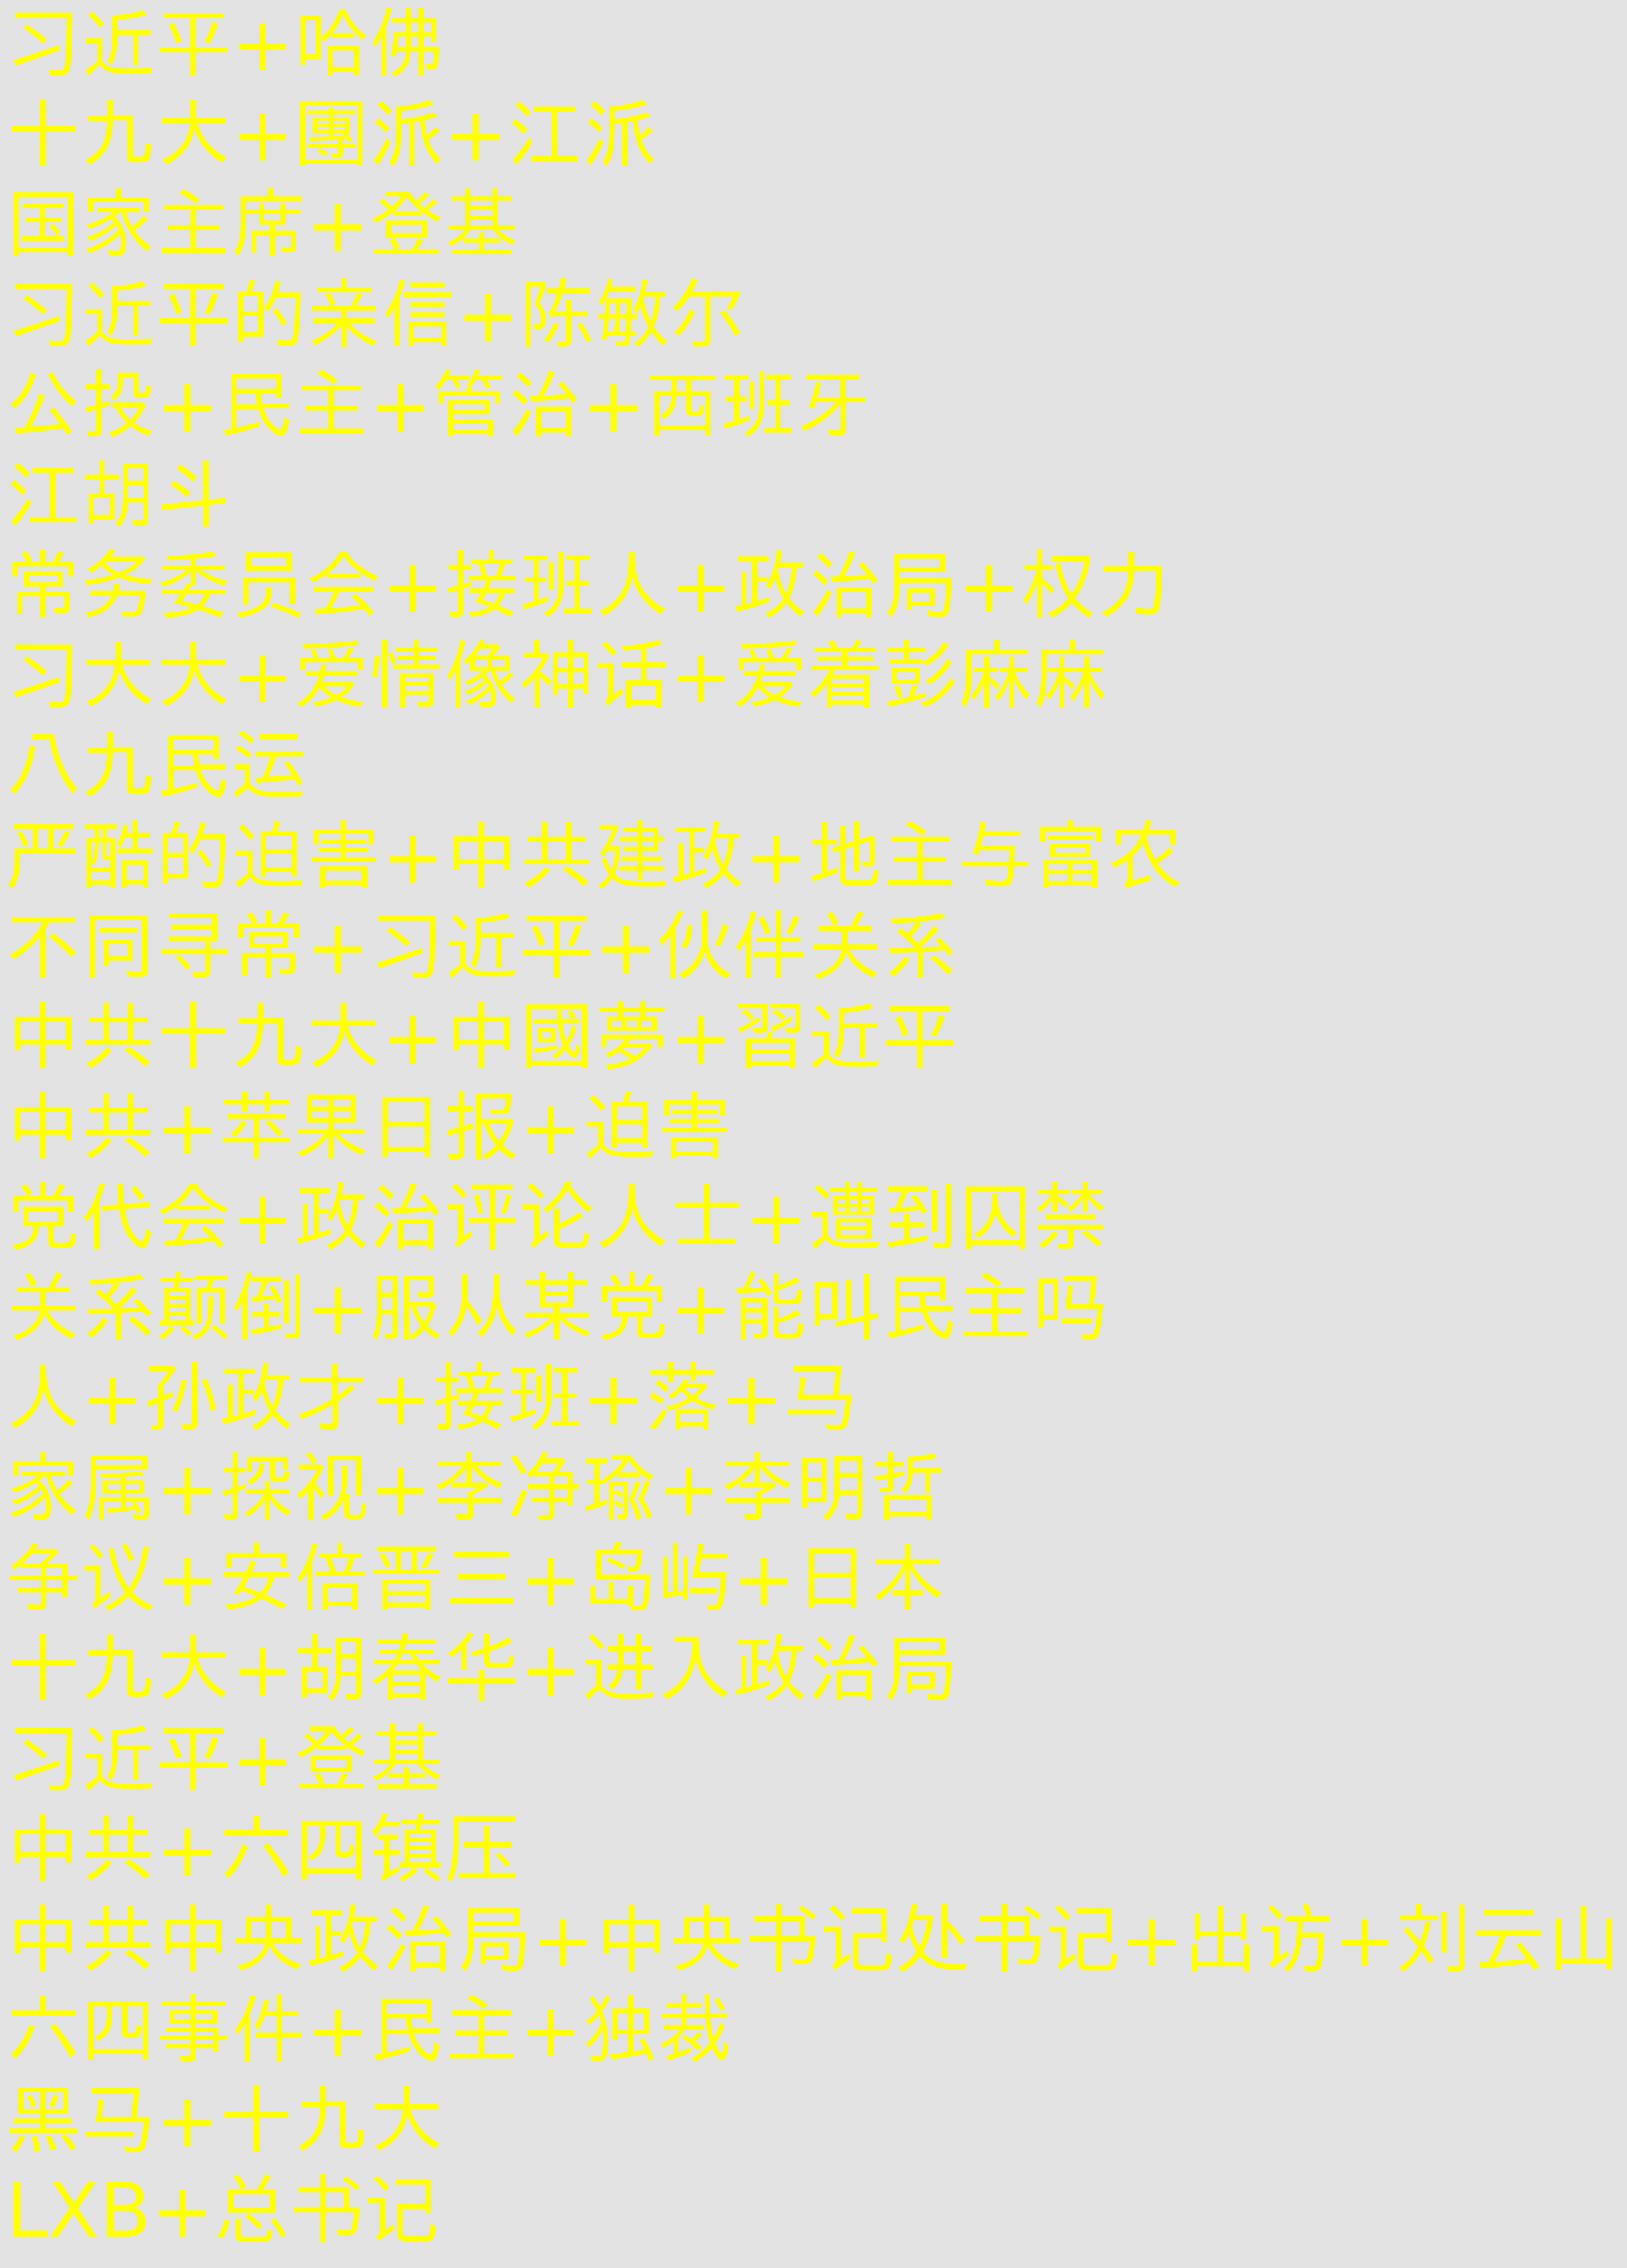 习近平+哈佛
十九大+團派+江派
国家主席+登基
习近平的亲信+陈敏尔
公投+民主+管治+西班牙
江胡斗
常务委员会+接班人+政治局+权力
习大大+爱情像神话+爱着彭麻麻
八九民运
严酷的迫害+中共建政+地主与富农
不同寻常+习近平+伙伴关系
中共十九大+中國夢+習近平
中共+苹果日报+迫害
党代会+政治评论人士+遭到囚禁
关系颠倒+服从某党+能叫民主吗
人+孙政才+接班+落+马
家属+探视+李净瑜+李明哲
争议+安倍晋三+岛屿+日本
十九大+胡春华+进入政治局
习近平+登基
中共+六四镇压
中共中央政治局+中央书记处书记+出访+刘云山
六四事件+民主+独裁
黑马+十九大
LXB+总书记